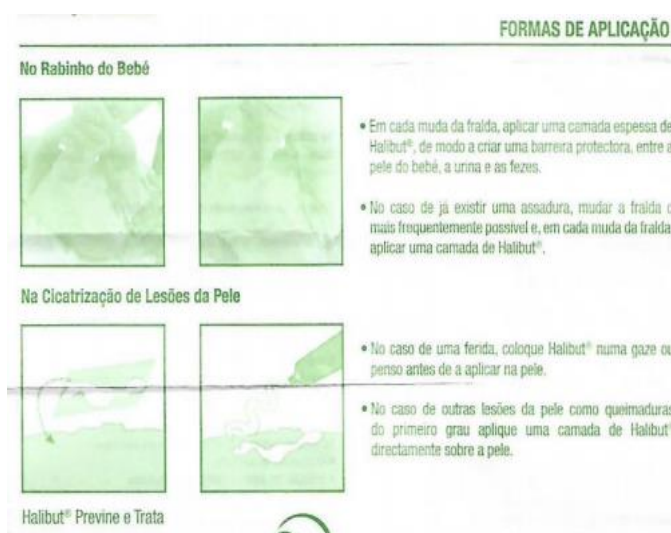 FORMAS DE APLICAÇÃO
No Rabinho do Bebé
• Em cada muda da fralda, aplicar uma camada espessa de
Halibut®, de modo a criar uma barreira protectora, entre a
pele do bebé, a urina e as fezes.
• No caso de já existir uma assadura, mudar a fralda o
mais frequentemente possível e, em cada muda da fralda,
aplicar uma camada de Halibut®.
Na Cicatrização de Lesões da Pele
• No caso de uma ferida, coloque Halibut® numa gaze ou
penso antes de a aplicar na pele.
• No caso de outras lesões da pele como queimaduras
do primeiro grau aplique uma camada de Halibut®
directamente sobre a pele.
Halibut® Previne e Trata